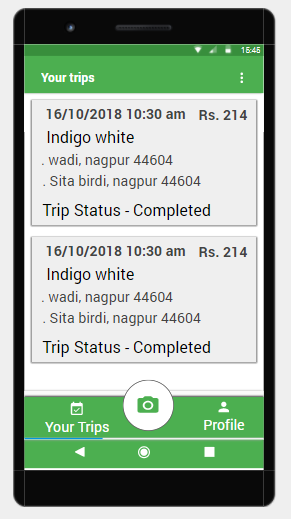 15:45
Your trips
16/10/2018 10:30 am Rs. 214
Indigo white
. wadi, nagpur 44604
. Sita birdi, nagpur 44604
Trip Status - Completed
16/10/2018 10:30 am Rs. 214
Indigo white
. wadi, nagpur 44604
. Sita birdi, nagpur 44604
Trip Status - Completed
Your Trips Profile